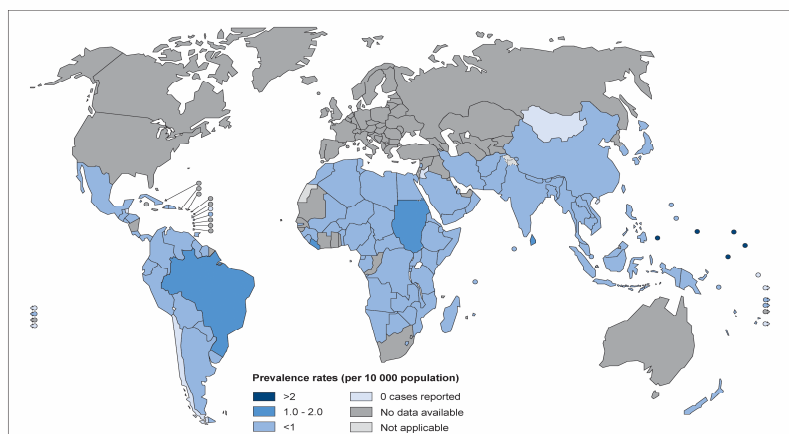 Prevalence rates (per 10 000 population)
>2
1.0 - 2.0
<1
0 cases reported
No data available
Not applicable